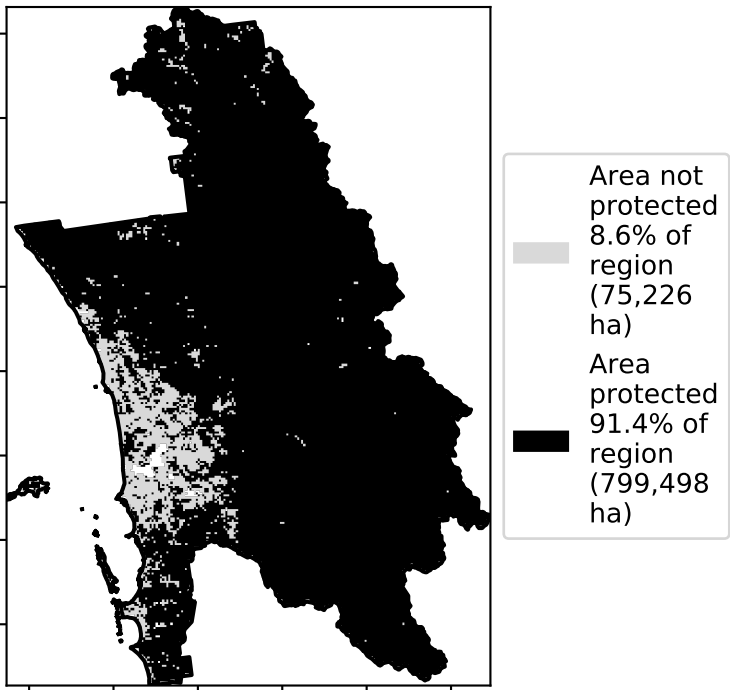 Area not
protected
8.6% of
region
(75,226
ha)
Area
protected
91.4% of
region
(799,498
ha)